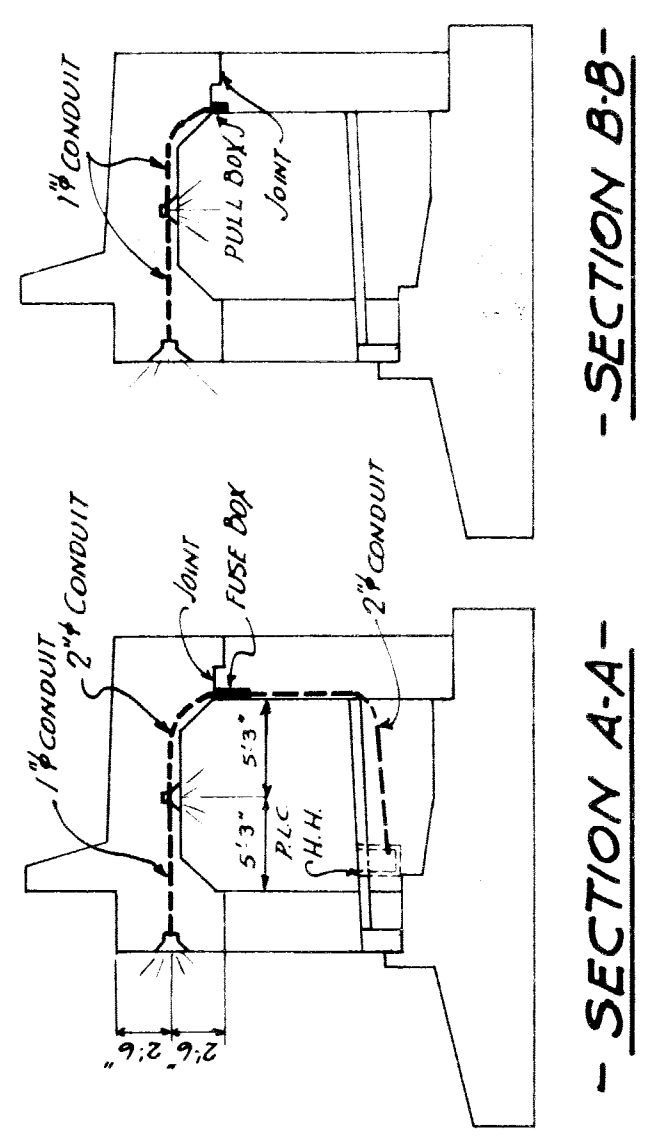 1"ϕ CONDUIT
2"ϕ CONDUIT
JOINT
FUSE BOX
5'3"
5'3"
P.L.C.
H.H.
2"ϕ CONDUIT
2'6"
2'6"
- SECTION A-A -
1"ϕ CONDUIT
PULL BOX
JOINT
- SECTION B-B -